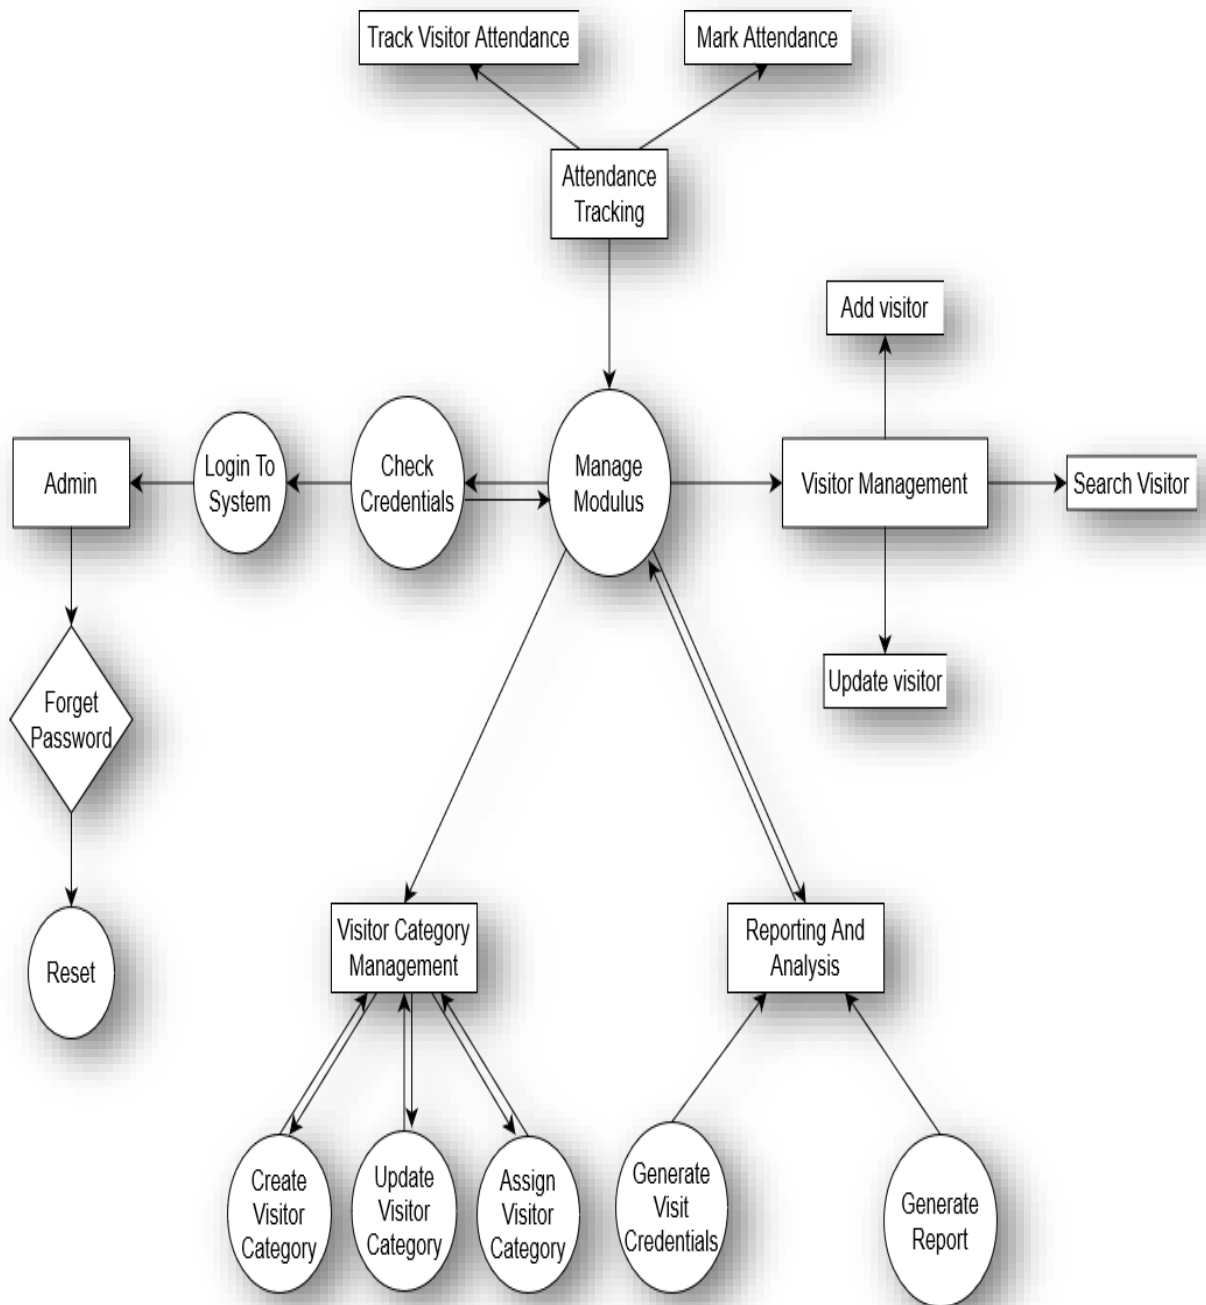 Track Visitor Attendance
Mark Attendance
Attendance
Tracking
Add visitor
Admin
Login To
System
Check
Credentials
Manage
Modulus
Visitor Management
Search Visitor
Update visitor
Forget
Password
Reset
Visitor Category
Management
Reporting And
Analysis
Create
Visitor
Category
Update
Visitor
Category
Assign
Visitor
Category
Generate
Visit
Credentials
Generate
Report